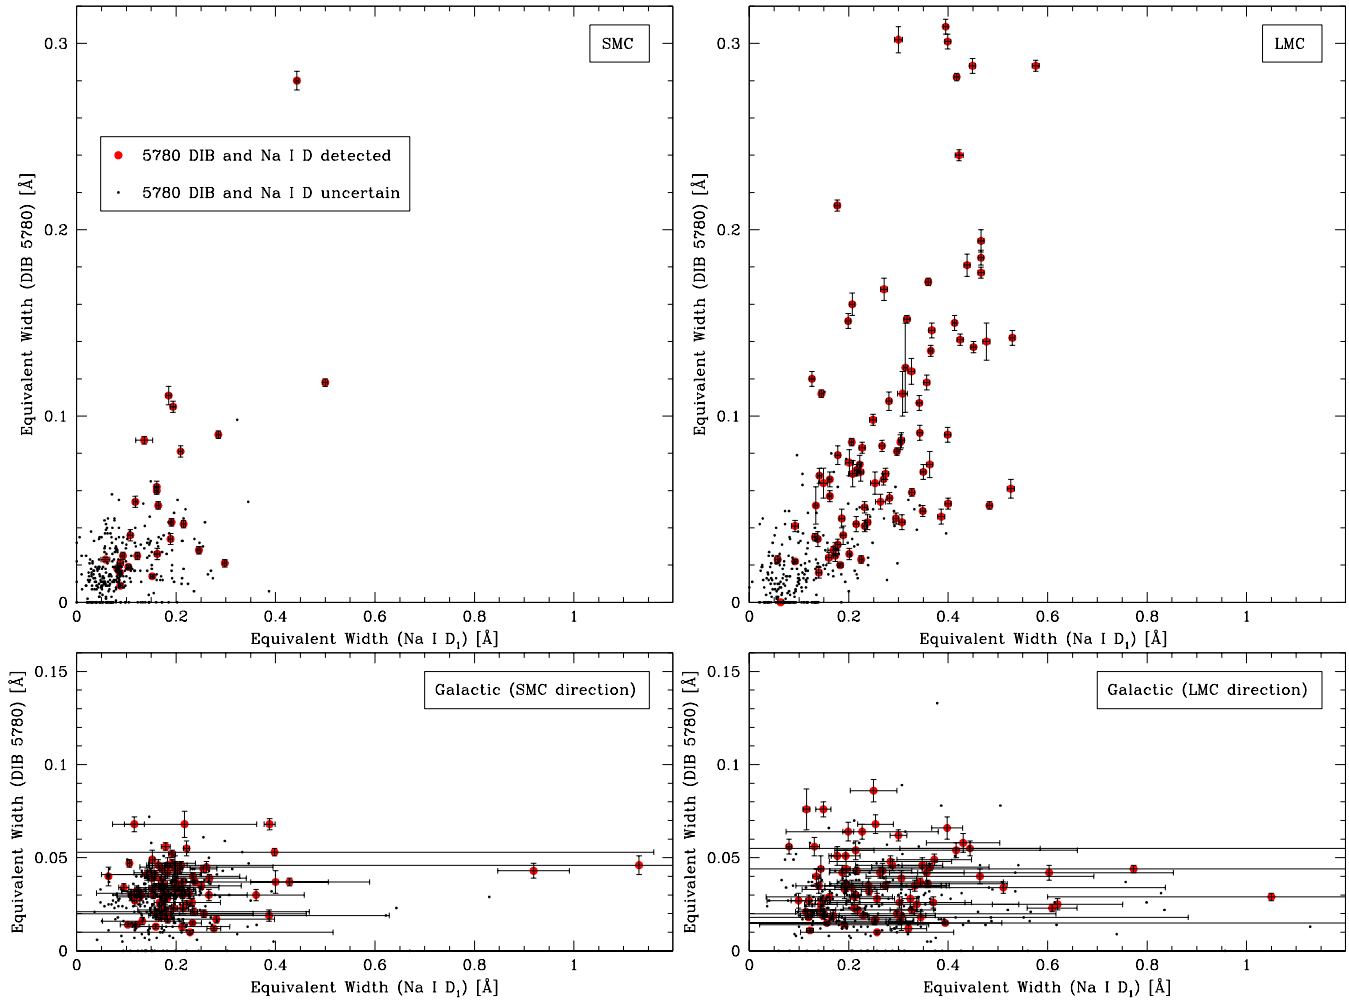 0.3
0.2
0.1
0
Equivalent Width (DIB 5780) [Å]
SMC
5780 DIB and Na I D detected
5780 DIB and Na I D uncertain
0 0.2 0.4 0.6 0.8 1
Equivalent Width (Na I D₁) [Å]
0.3
0.2
0.1
0
Equivalent Width (DIB 5780) [Å]
LMC
0 0.2 0.4 0.6 0.8 1
Equivalent Width (Na I D₁) [Å]
0.15
0.1
0.05
0
Equivalent Width (DIB 5780) [Å]
Galactic (SMC direction)
0 0.2 0.4 0.6 0.8 1
Equivalent Width (Na I D₁) [Å]
0.15
0.1
0.05
0
Equivalent Width (DIB 5780) [Å]
Galactic (LMC direction)
0 0.2 0.4 0.6 0.8 1
Equivalent Width (Na I D₁) [Å]